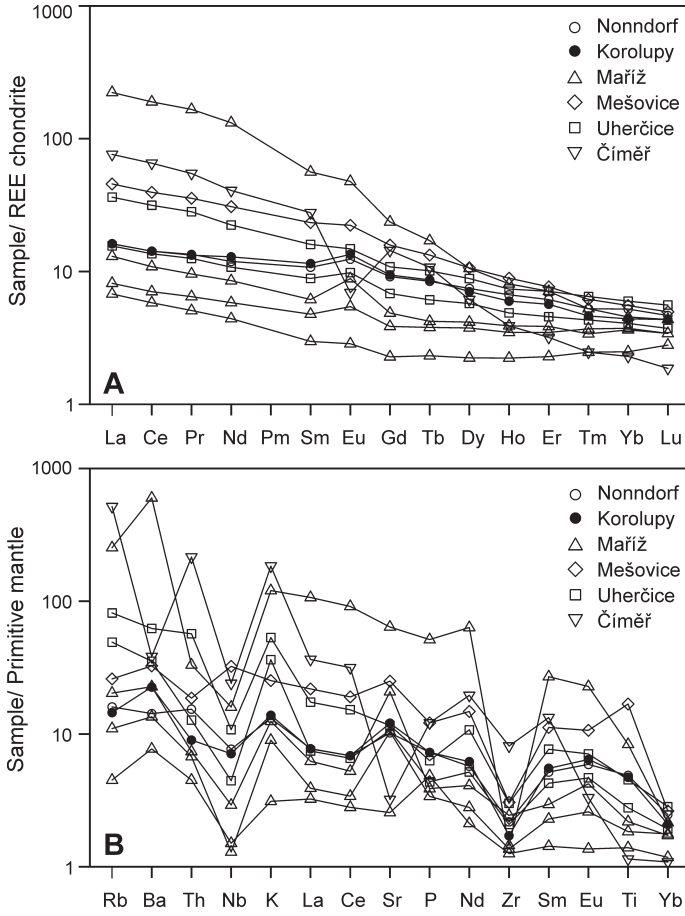 1000
100
10
1
Sample/ REE chondrite
Nonndorf
Korolupy
Maříž
Mešovice
Uherčice
Číměř
A
La Ce Pr Nd Pm Sm Eu Gd Tb Dy Ho Er Tm Yb Lu
1000
100
10
1
Sample/ Primitive mantle
Nonndorf
Korolupy
Maříž
Mešovice
Uherčice
Číměř
B
Rb Ba Th Nb K La Ce Sr P Nd Zr Sm Eu Ti Yb